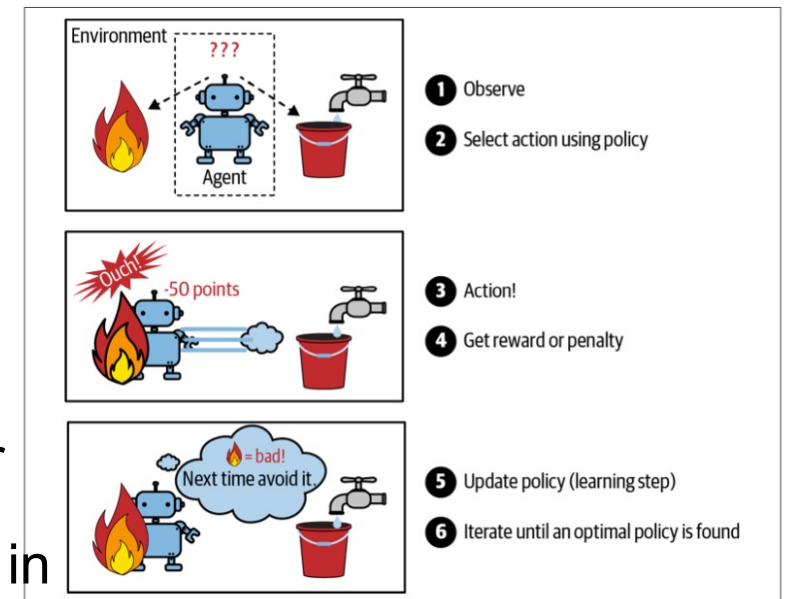 Environment
???
Agent
1 Observe
2 Select action using policy
Ouch!
-50 points
3 Action!
4 Get reward or penalty
= bad!
Next time avoid it.
5 Update policy (learning step)
6 Iterate until an optimal policy is found
in